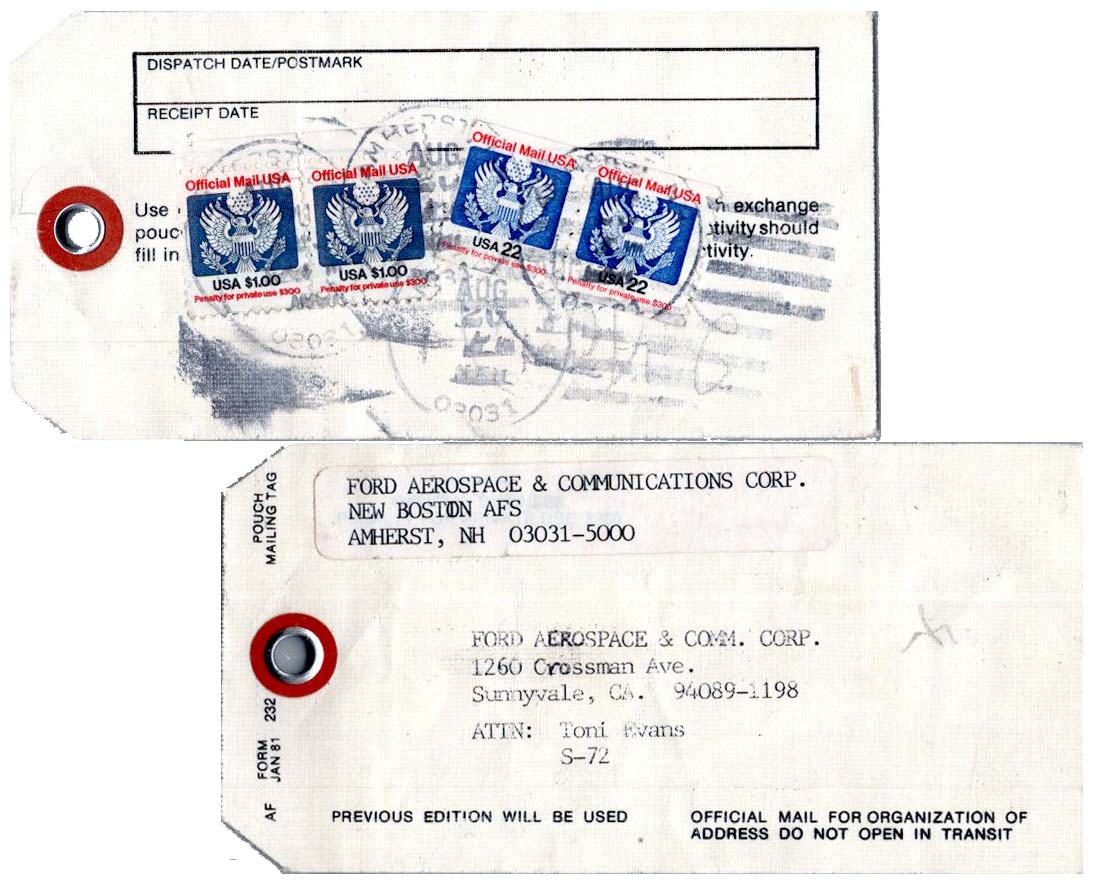 DISPATCH DATE/POSTMARK
RECEIPT DATE
Official Mail USA
USA $1.00
Penalty for private use $300
Official Mail USA
USA $1.00
Penalty for private use $300
Official Mail USA
USA 22
Penalty for private use $300
Official Mail USA
USA 22
Penalty for private use $300
AMHERST
AUG
03031
AUG
20
03031
Use
exchange
pouc
tivity should
fill in
tivity.
POUCH
MAILING TAG
FORD AEROSPACE & COMMUNICATIONS CORP.
NEW BOSTON AFS
AMHERST, NH 03031-5000
FORD AEROSPACE & COMM. CORP.
1260 Crossman Ave.
Sunnyvale, CA. 94089-1198
ATTN: Toni Evans
S-72
AF FORM 232
JAN 81
PREVIOUS EDITION WILL BE USED
OFFICIAL MAIL FOR ORGANIZATION OF
ADDRESS DO NOT OPEN IN TRANSIT